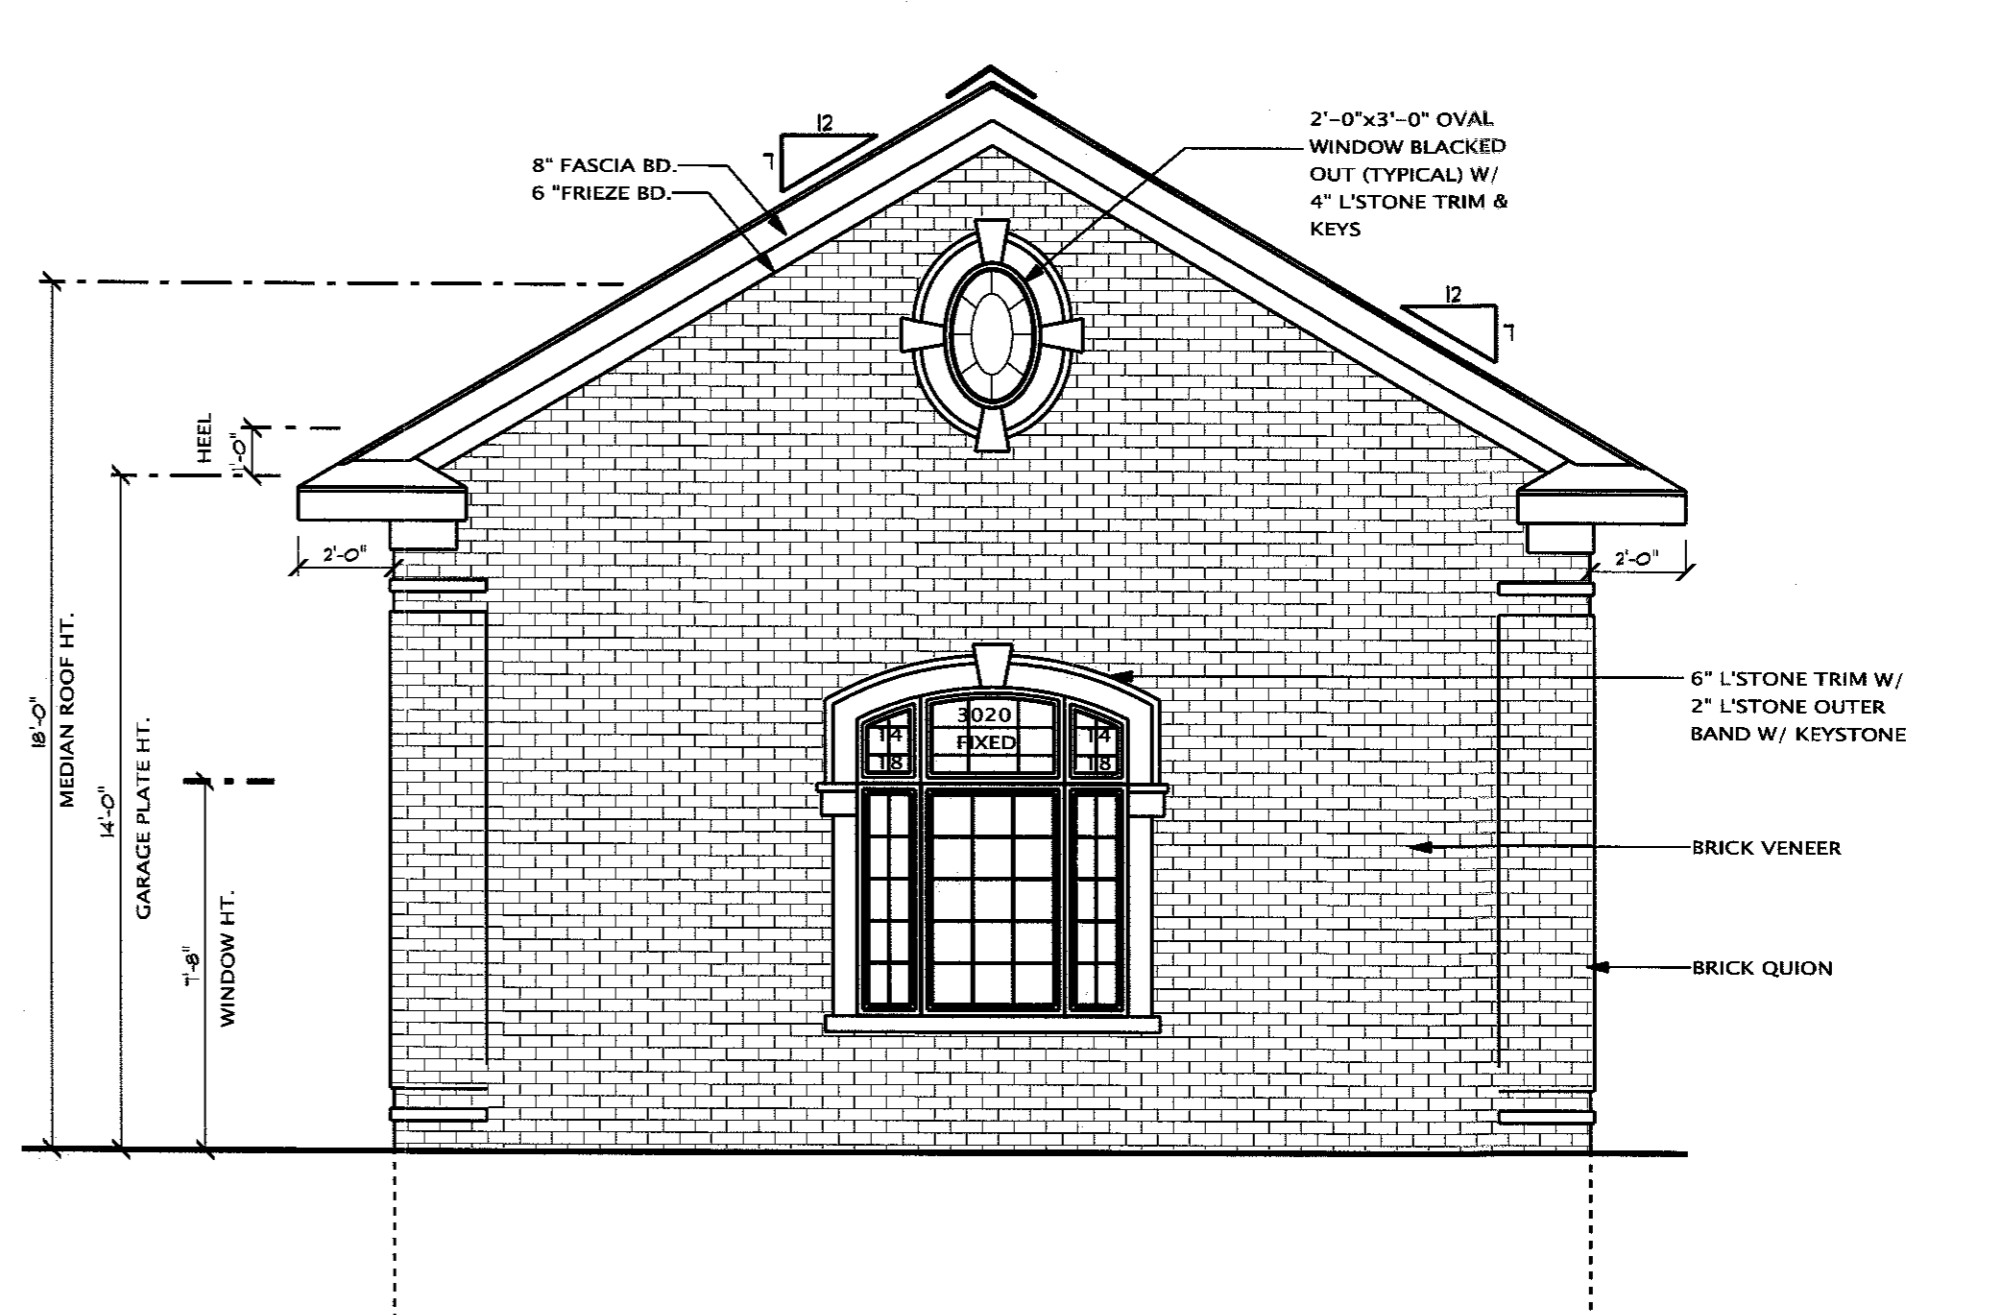 2'-0"x3'-0" OVAL
WINDOW BLACKED
OUT (TYPICAL) W/
4" L'STONE TRIM &
KEYS
12
7
8" FASCIA BD.
6 "FRIEZE BD.
12
7
HEEL
1'-0"
2'-0"
2'-0"
18'-0"
MEDIAN ROOF HT.
14'-0"
GARAGE PLATE HT.
7'-8"
WINDOW HT.
6" L'STONE TRIM W/
2" L'STONE OUTER
BAND W/ KEYSTONE
3020
FIXED
14
18
14
18
BRICK VENEER
BRICK QUION